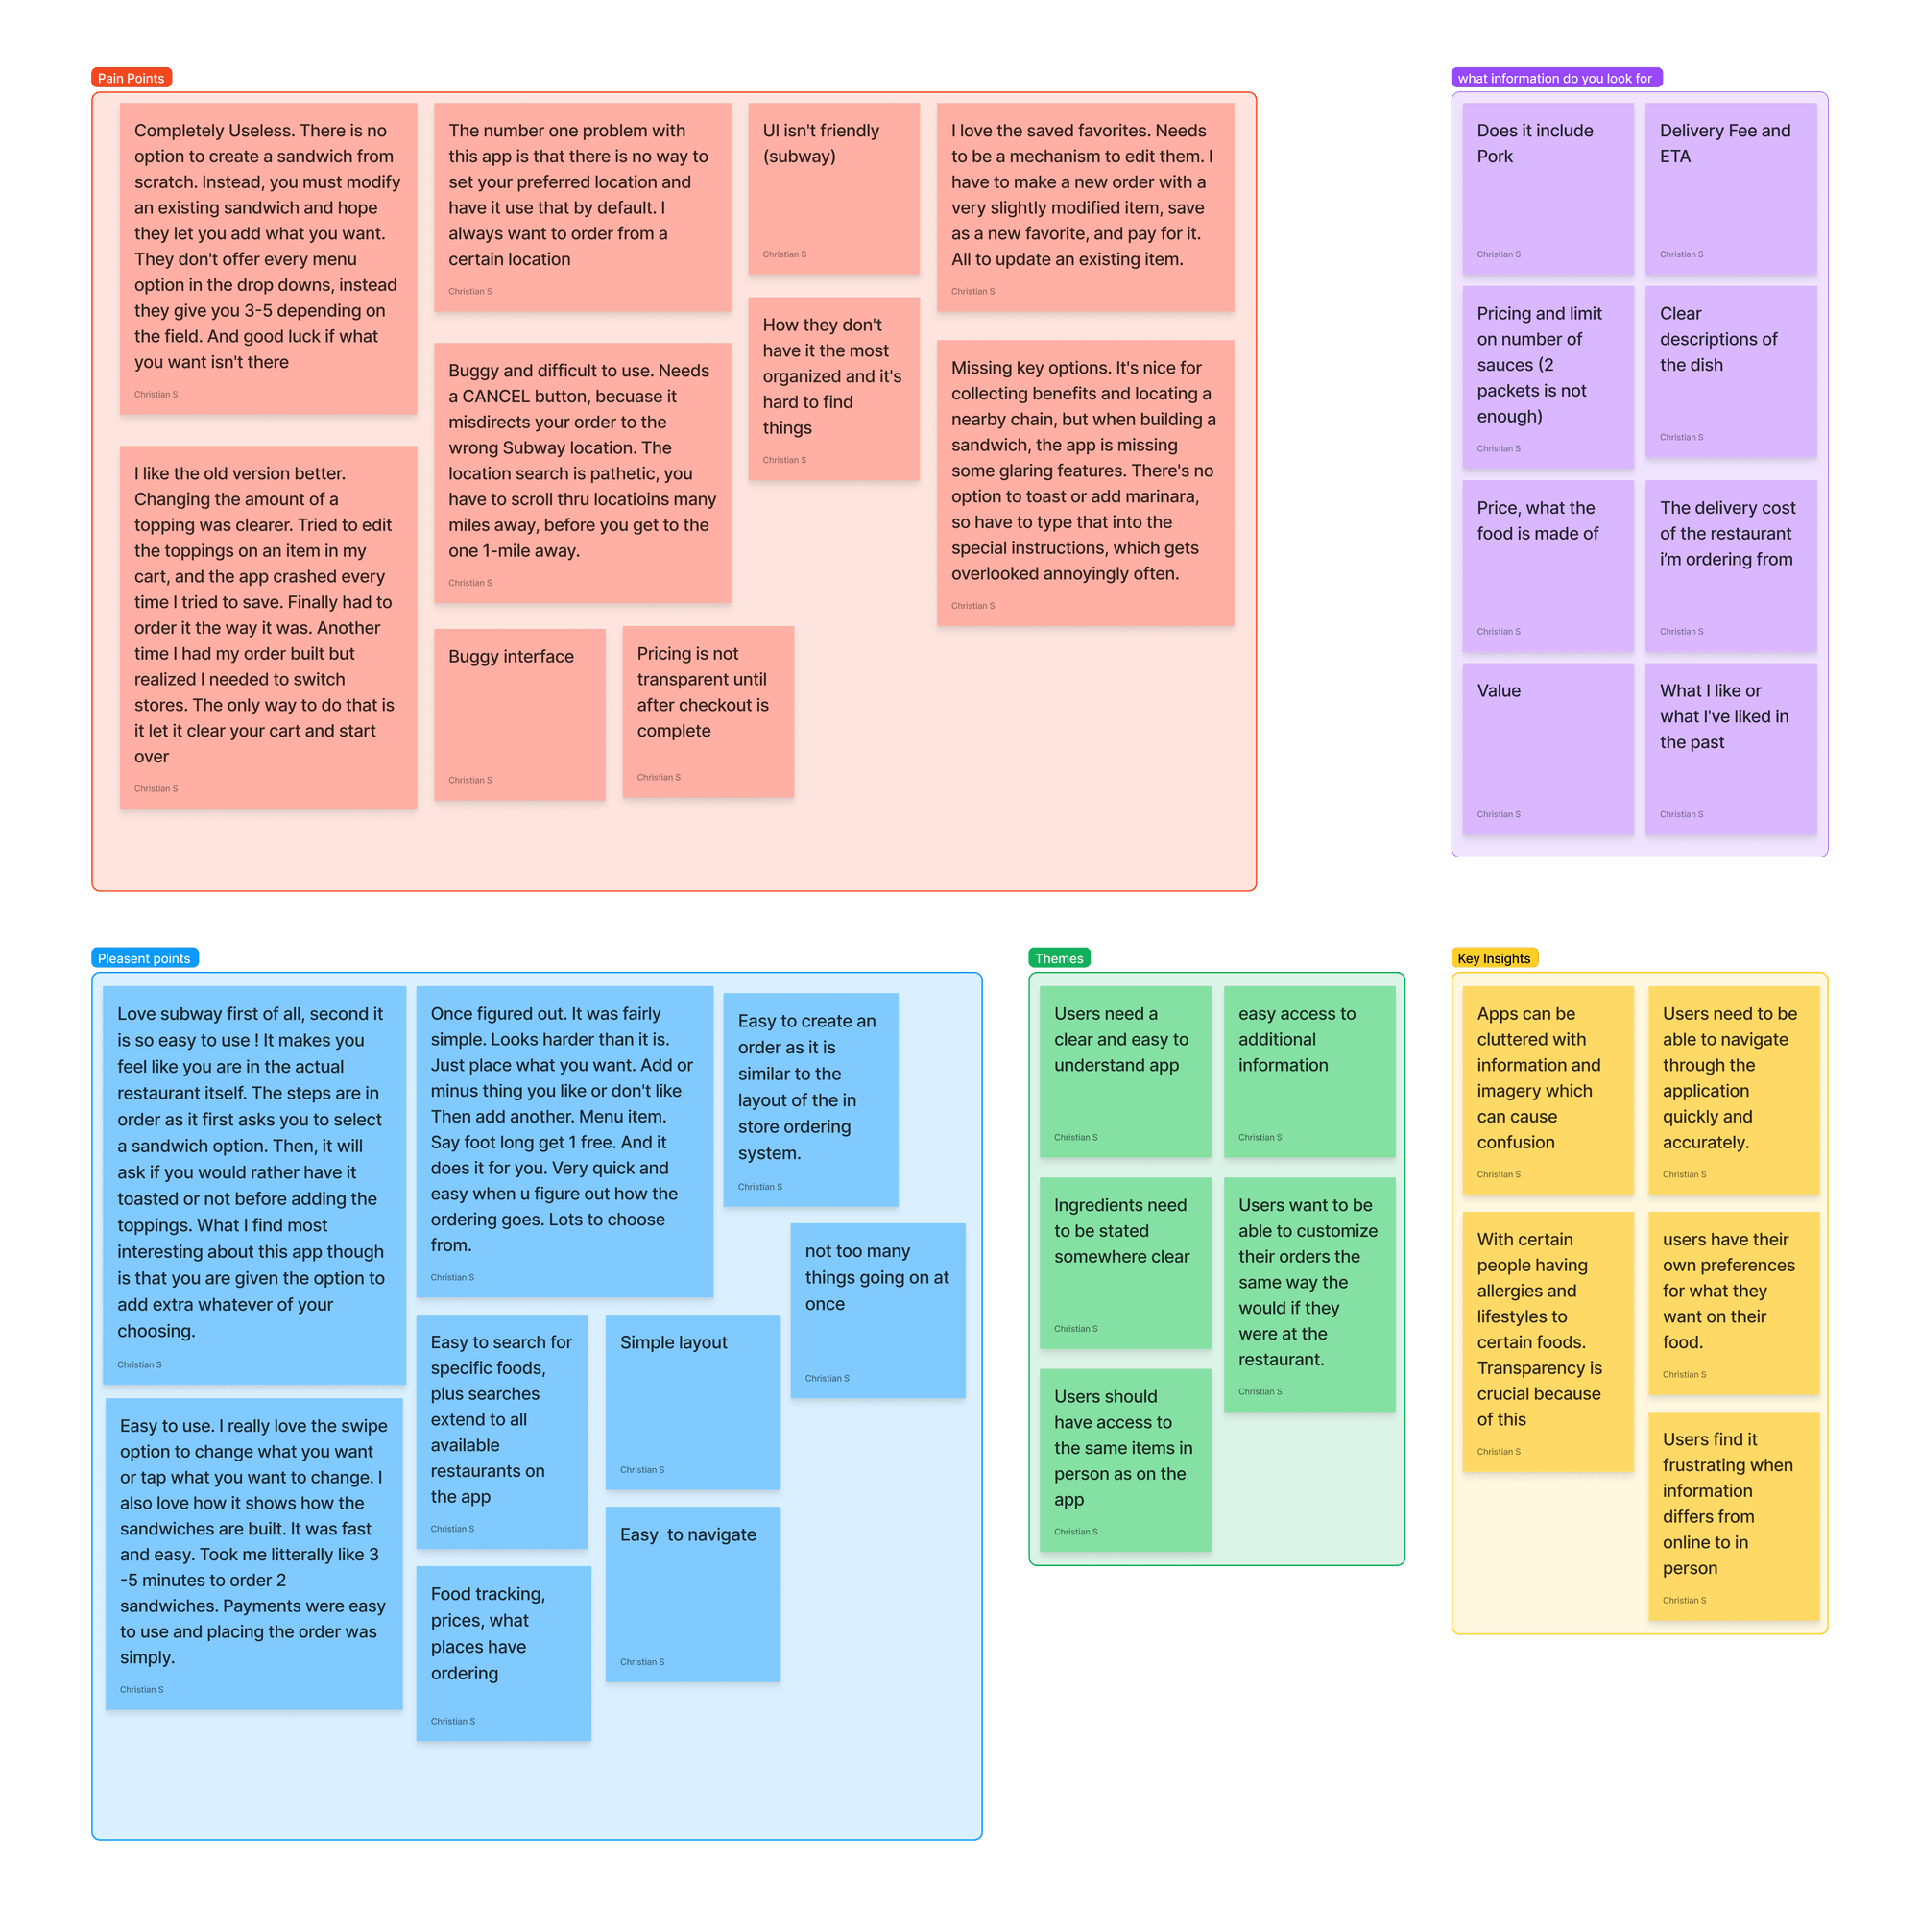 Pain Points
Completely Useless. There is no
option to create a sandwich from
scratch. Instead, you must modify
an existing sandwich and hope
they let you add what you want.
They don't offer every menu
option in the drop downs, instead
they give you 3-5 depending on
the field. And good luck if what
you want isn't there
Christian S
I like the old version better.
Changing the amount of a
topping was clearer. Tried to edit
the toppings on an item in my
cart, and the app crashed every
time I tried to save. Finally had to
order it the way it was. Another
time I had my order built but
realized I needed to switch
stores. The only way to do that is
it let it clear your cart and start
over
Christian S
The number one problem with
this app is that there is no way to
set your preferred location and
have it use that by default. I
always want to order from a
certain location
Christian S
Buggy and difficult to use. Needs
a CANCEL button, becuase it
misdirects your order to the
wrong Subway location. The
location search is pathetic, you
have to scroll thru locatioins many
miles away, before you get to the
one 1-mile away.
Christian S
Buggy interface
Christian S
Pricing is not
transparent until
after checkout is
complete
Christian S
UI isn't friendly
(subway)
Christian S
How they don't
have it the most
organized and it's
hard to find
things
Christian S
I love the saved favorites. Needs
to be a mechanism to edit them. I
have to make a new order with a
very slightly modified item, save
as a new favorite, and pay for it.
All to update an existing item.
Christian S
Missing key options. It's nice for
collecting benefits and locating a
nearby chain, but when building a
sandwich, the app is missing
some glaring features. There's no
option to toast or add marinara,
so have to type that into the
special instructions, which gets
overlooked annoyingly often.
Christian S
what information do you look for
Does it include
Pork
Christian S
Delivery Fee and
ETA
Christian S
Pricing and limit
on number of
sauces (2
packets is not
enough)
Christian S
Clear
descriptions of
the dish
Christian S
Price, what the
food is made of
Christian S
The delivery cost
of the restaurant
i'm ordering from
Christian S
Value
Christian S
What I like or
what I've liked in
the past
Christian S
Pleasent points
Love subway first of all, second it
is so easy to use ! It makes you
feel like you are in the actual
restaurant itself. The steps are in
order as it first asks you to select
a sandwich option. Then, it will
ask if you would rather have it
toasted or not before adding the
toppings. What I find most
interesting about this app though
is that you are given the option to
add extra whatever of your
choosing.
Christian S
Easy to use. I really love the swipe
option to change what you want
or tap what you want to change. I
also love how it shows how the
sandwiches are built. It was fast
and easy. Took me litterally like 3
-5 minutes to order 2
sandwiches. Payments were easy
to use and placing the order was
simply.
Christian S
Once figured out. It was fairly
simple. Looks harder than it is.
Just place what you want. Add or
minus thing you like or don't like
Then add another. Menu item.
Say foot long get 1 free. And it
does it for you. Very quick and
easy when u figure out how the
ordering goes. Lots to choose
from.
Christian S
Easy to search for
specific foods,
plus searches
extend to all
available
restaurants on
the app
Christian S
Food tracking,
prices, what
places have
ordering
Christian S
Easy to create an
order as it is
similar to the
layout of the in
store ordering
system.
Christian S
not too many
things going on at
once
Christian S
Simple layout
Christian S
Easy  to navigate
Christian S
Themes
Users need a
clear and easy to
understand app
Christian S
easy access to
additional
information
Christian S
Ingredients need
to be stated
somewhere clear
Christian S
Users want to be
able to customize
their orders the
same way the
would if they
were at the
restaurant.
Christian S
Users should
have access to
the same items in
person as on the
app
Christian S
Key Insights
Apps can be
cluttered with
information and
imagery which
can cause
confusion
Christian S
Users need to be
able to navigate
through the
application
quickly and
accurately.
Christian S
With certain
people having
allergies and
lifestyles to
certain foods.
Transparency is
crucial because
of this
Christian S
users have their
own preferences
for what they
want on their
food.
Christian S
Users find it
frustrating when
information
differs from
online to in
person
Christian S